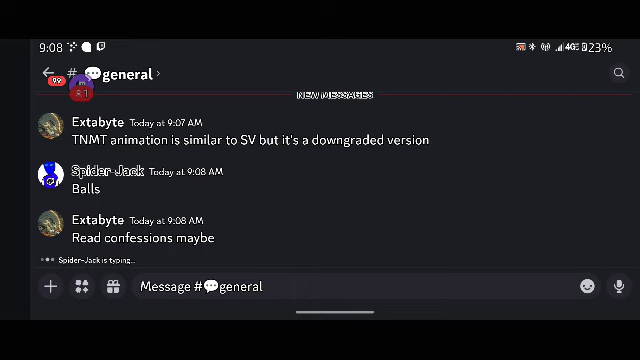 9:08 4GE 23%
99 # 💬general ›
NEW MESSAGES
Extabyte Today at 9:07 AM
TNMT animation is similar to SV but it's a downgraded version
Spider-Jack Today at 9:08 AM
Balls
Extabyte Today at 9:08 AM
Read confessions maybe
Spider-Jack is typing...
Message #💬general